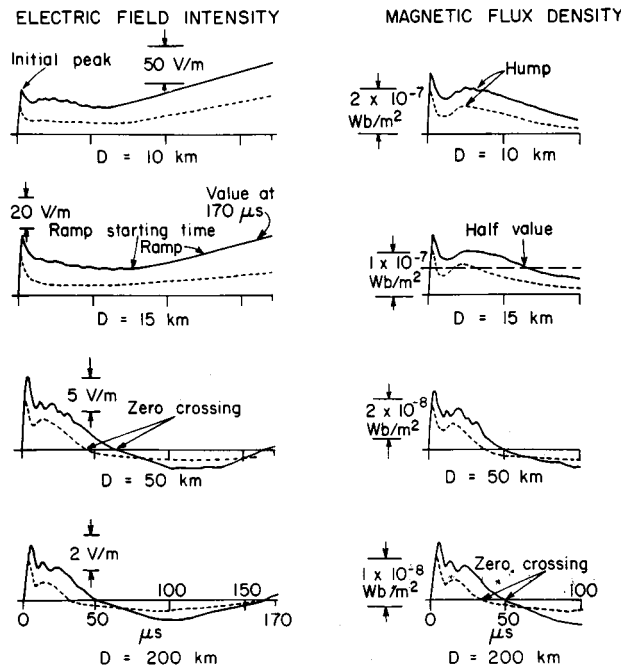 ELECTRIC FIELD INTENSITY
MAGNETIC FLUX DENSITY
Initial peak
50 V/m
D = 10 km
2 x 10-7
Wb/m2
Hump
D = 10 km
20 V/m
Ramp starting time
Ramp
Value at
170 μs
D = 15 km
1 x 10-7
Wb/m2
Half value
D = 15 km
5 V/m
Zero crossing
D = 50 km
2 x 10-8
Wb/m2
D = 50 km
2 V/m
0
50
100
150
170
μs
D = 200 km
1 x 10-8
Wb/m2
Zero crossing
0
50
100
μs
D = 200 km